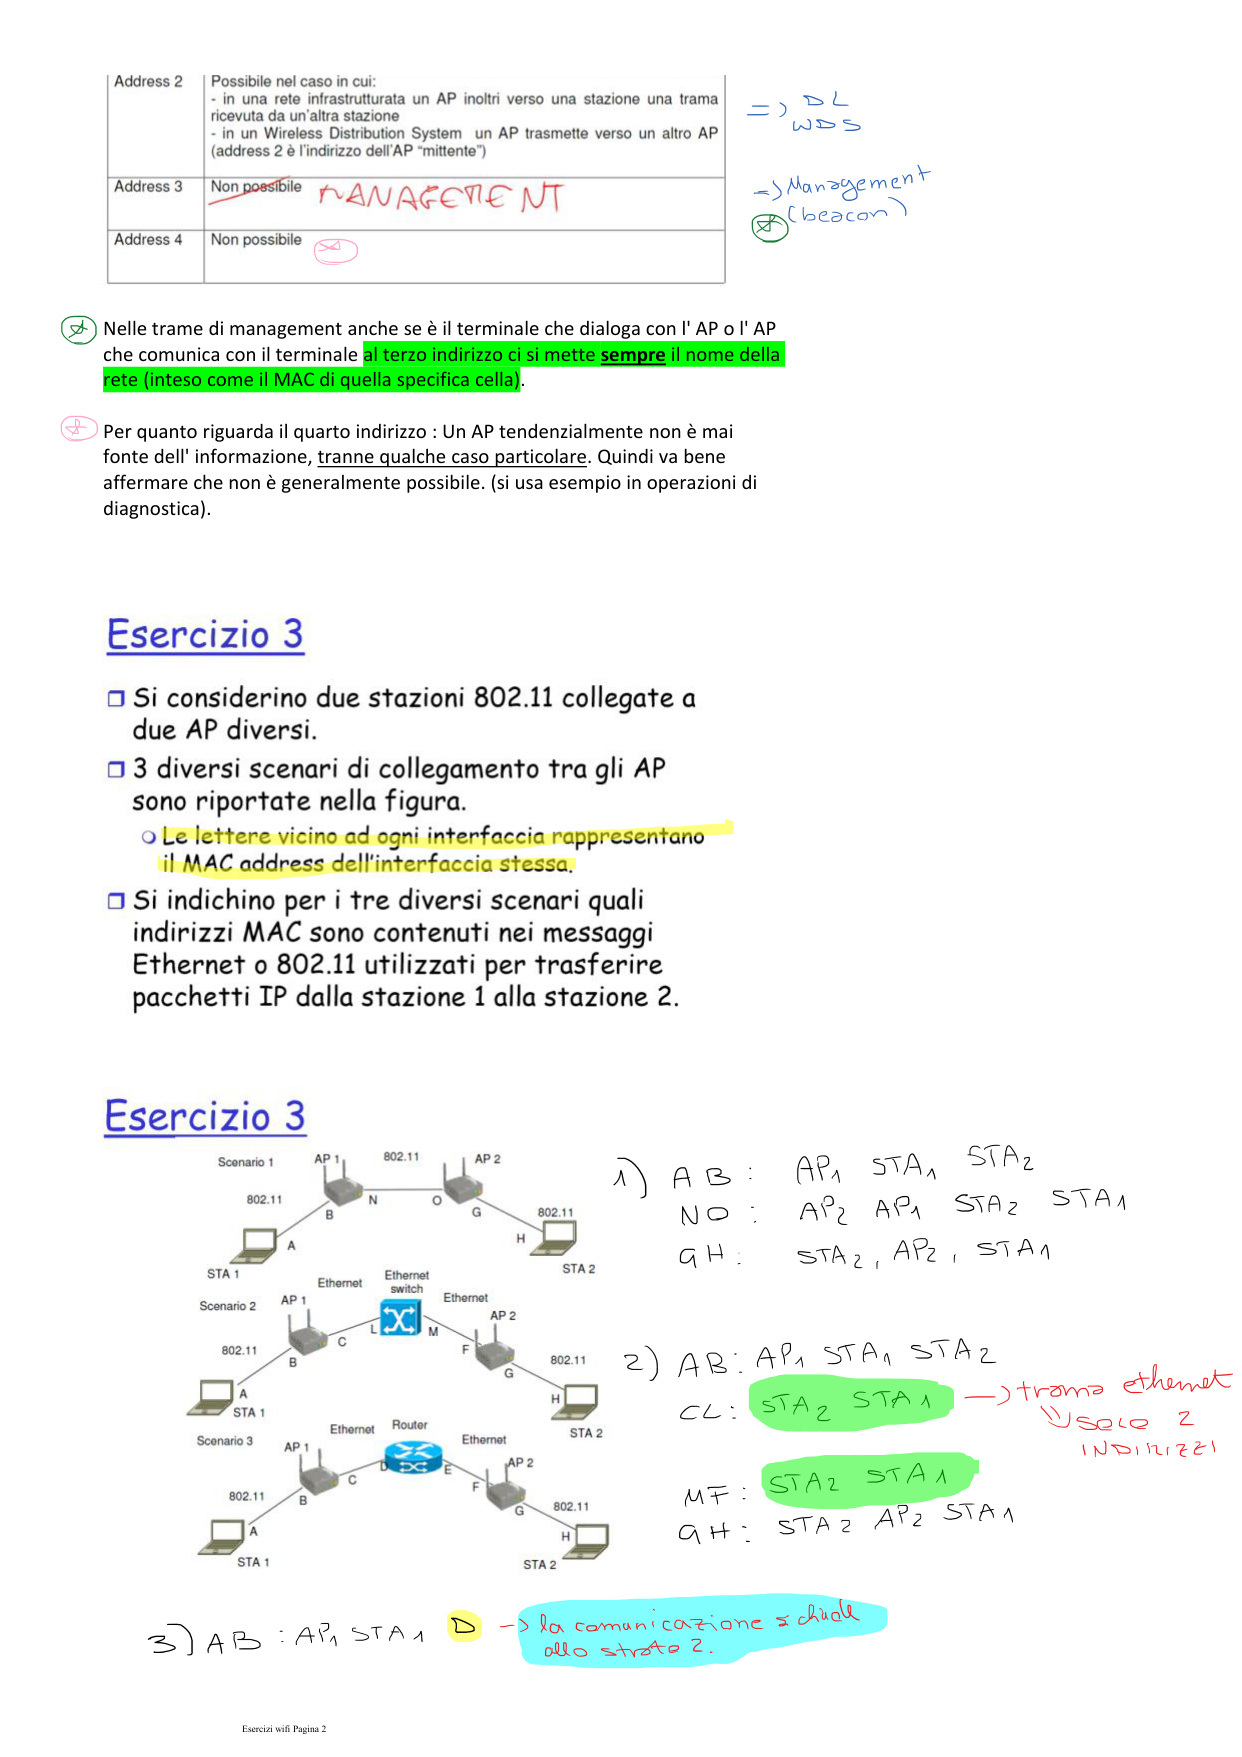 Address 2
Possibile nel caso in cui:
- in una rete infrastrutturata un AP inoltri verso una stazione una trama
ricevuta da un'altra stazione
- in un Wireless Distribution System un AP trasmette verso un altro AP
(address 2 è l'indirizzo dell'AP "mittente")
=> DL
WDS
Address 3
Non possibile MANAGEMENT
-> Management
(beacon)
Address 4
Non possibile
Nelle trame di management anche se è il terminale che dialoga con l' AP o l' AP
che comunica con il terminale al terzo indirizzo ci si mette sempre il nome della
rete (inteso come il MAC di quella specifica cella).
Per quanto riguarda il quarto indirizzo : Un AP tendenzialmente non è mai
fonte dell' informazione, tranne qualche caso particolare. Quindi va bene
affermare che non è generalmente possibile. (si usa esempio in operazioni di
diagnostica).
Esercizio 3
Si considerino due stazioni 802.11 collegate a
due AP diversi.
3 diversi scenari di collegamento tra gli AP
sono riportate nella figura.
Le lettere vicino ad ogni interfaccia rappresentano
il MAC address dell'interfaccia stessa.
Si indichino per i tre diversi scenari quali
indirizzi MAC sono contenuti nei messaggi
Ethernet o 802.11 utilizzati per trasferire
pacchetti IP dalla stazione 1 alla stazione 2.
Esercizio 3
Scenario 1
AP 1
802.11
AP 2
802.11
N
O
B
G
802.11
A
H
STA 1
STA 2
1) AB: AP1 STA1 STA2
NO: AP2 AP1 STA2 STA1
GH: STA2, AP2, STA1
Scenario 2
AP 1
Ethernet
Ethernet
switch
Ethernet
AP 2
C
L
M
F
802.11
B
G
802.11
A
H
STA 1
STA 2
2) AB: AP1 STA1 STA2
CL: STA2 STA1 -> trama ethernet
solo 2
INDIRIZZI
MF: STA2 STA1
GH: STA2 AP2 STA1
Scenario 3
AP 1
Ethernet
Router
Ethernet
AP 2
C
D
E
F
802.11
B
G
802.11
A
H
STA 1
STA 2
3) AB: AP1 STA1 D -> la comunicazione si chiude
allo strato 2.
Esercizi wifi Pagina 2